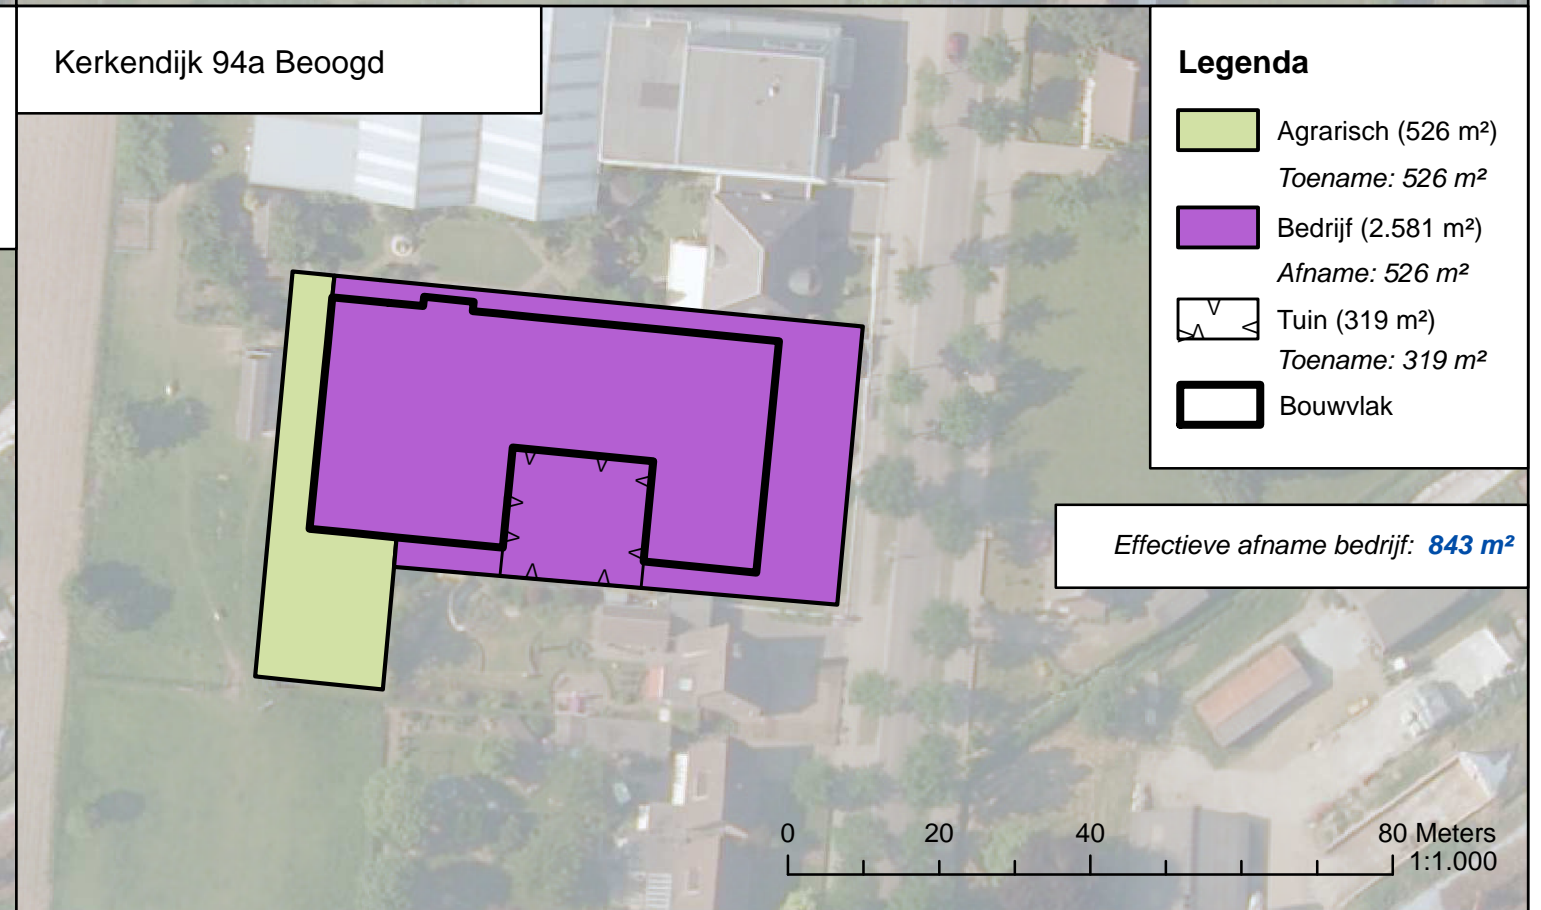 Kerkendijk 94a Beoogd
Legenda
Agrarisch (526 m²)
Toename: 526 m²
Bedrijf (2.581 m²)
Afname: 526 m²
Tuin (319 m²)
Toename: 319 m²
Bouwvlak
Effectieve afname bedrijf: 843 m²
0 20 40 80 Meters
1:1.000